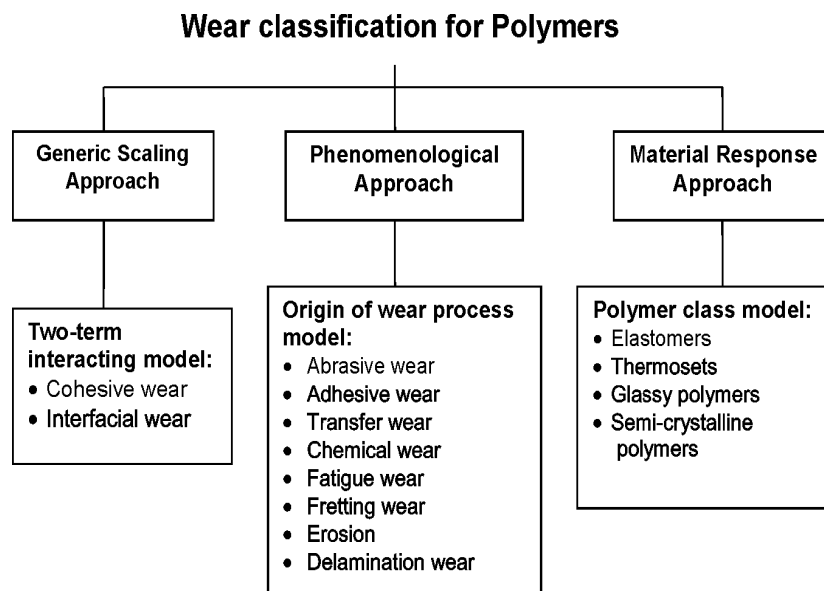 Wear classification for Polymers
Generic Scaling
Approach
Phenomenological
Approach
Material Response
Approach
Two-term
interacting model:
• Cohesive wear
• Interfacial wear
Origin of wear process
model:
• Abrasive wear
• Adhesive wear
• Transfer wear
• Chemical wear
• Fatigue wear
• Fretting wear
• Erosion
• Delamination wear
Polymer class model:
• Elastomers
• Thermosets
• Glassy polymers
• Semi-crystalline
polymers